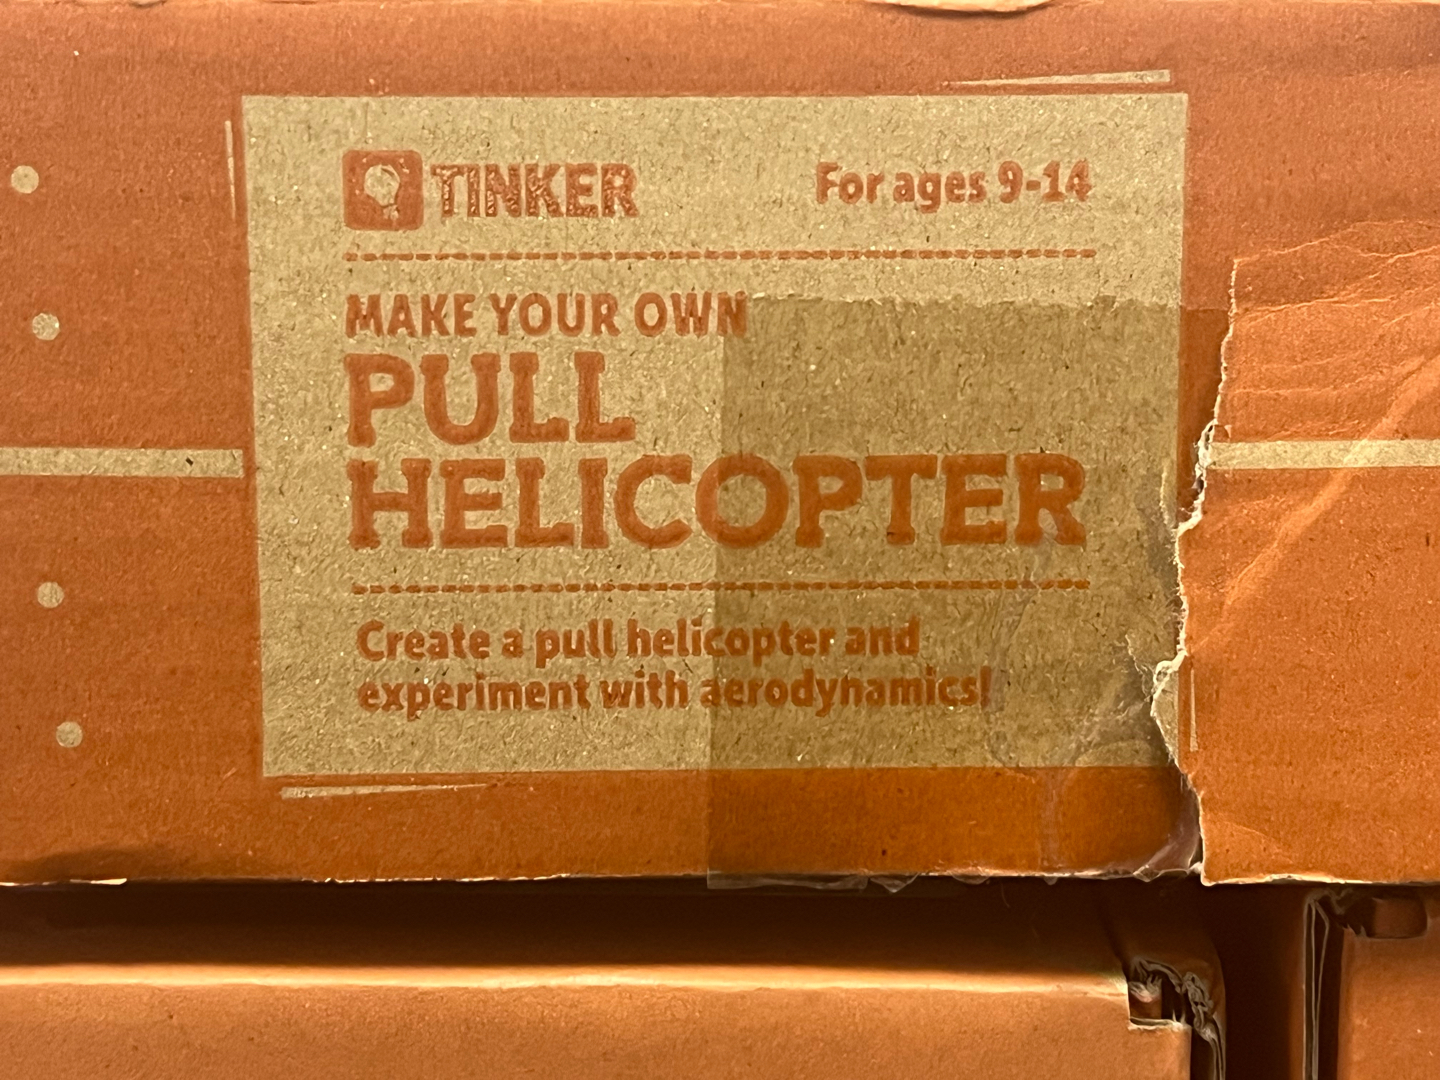 TINKER
For ages 9-14
MAKE YOUR OWN
PULL
HELICOPTER
Create a pull helicopter and
experiment with aerodynamics!